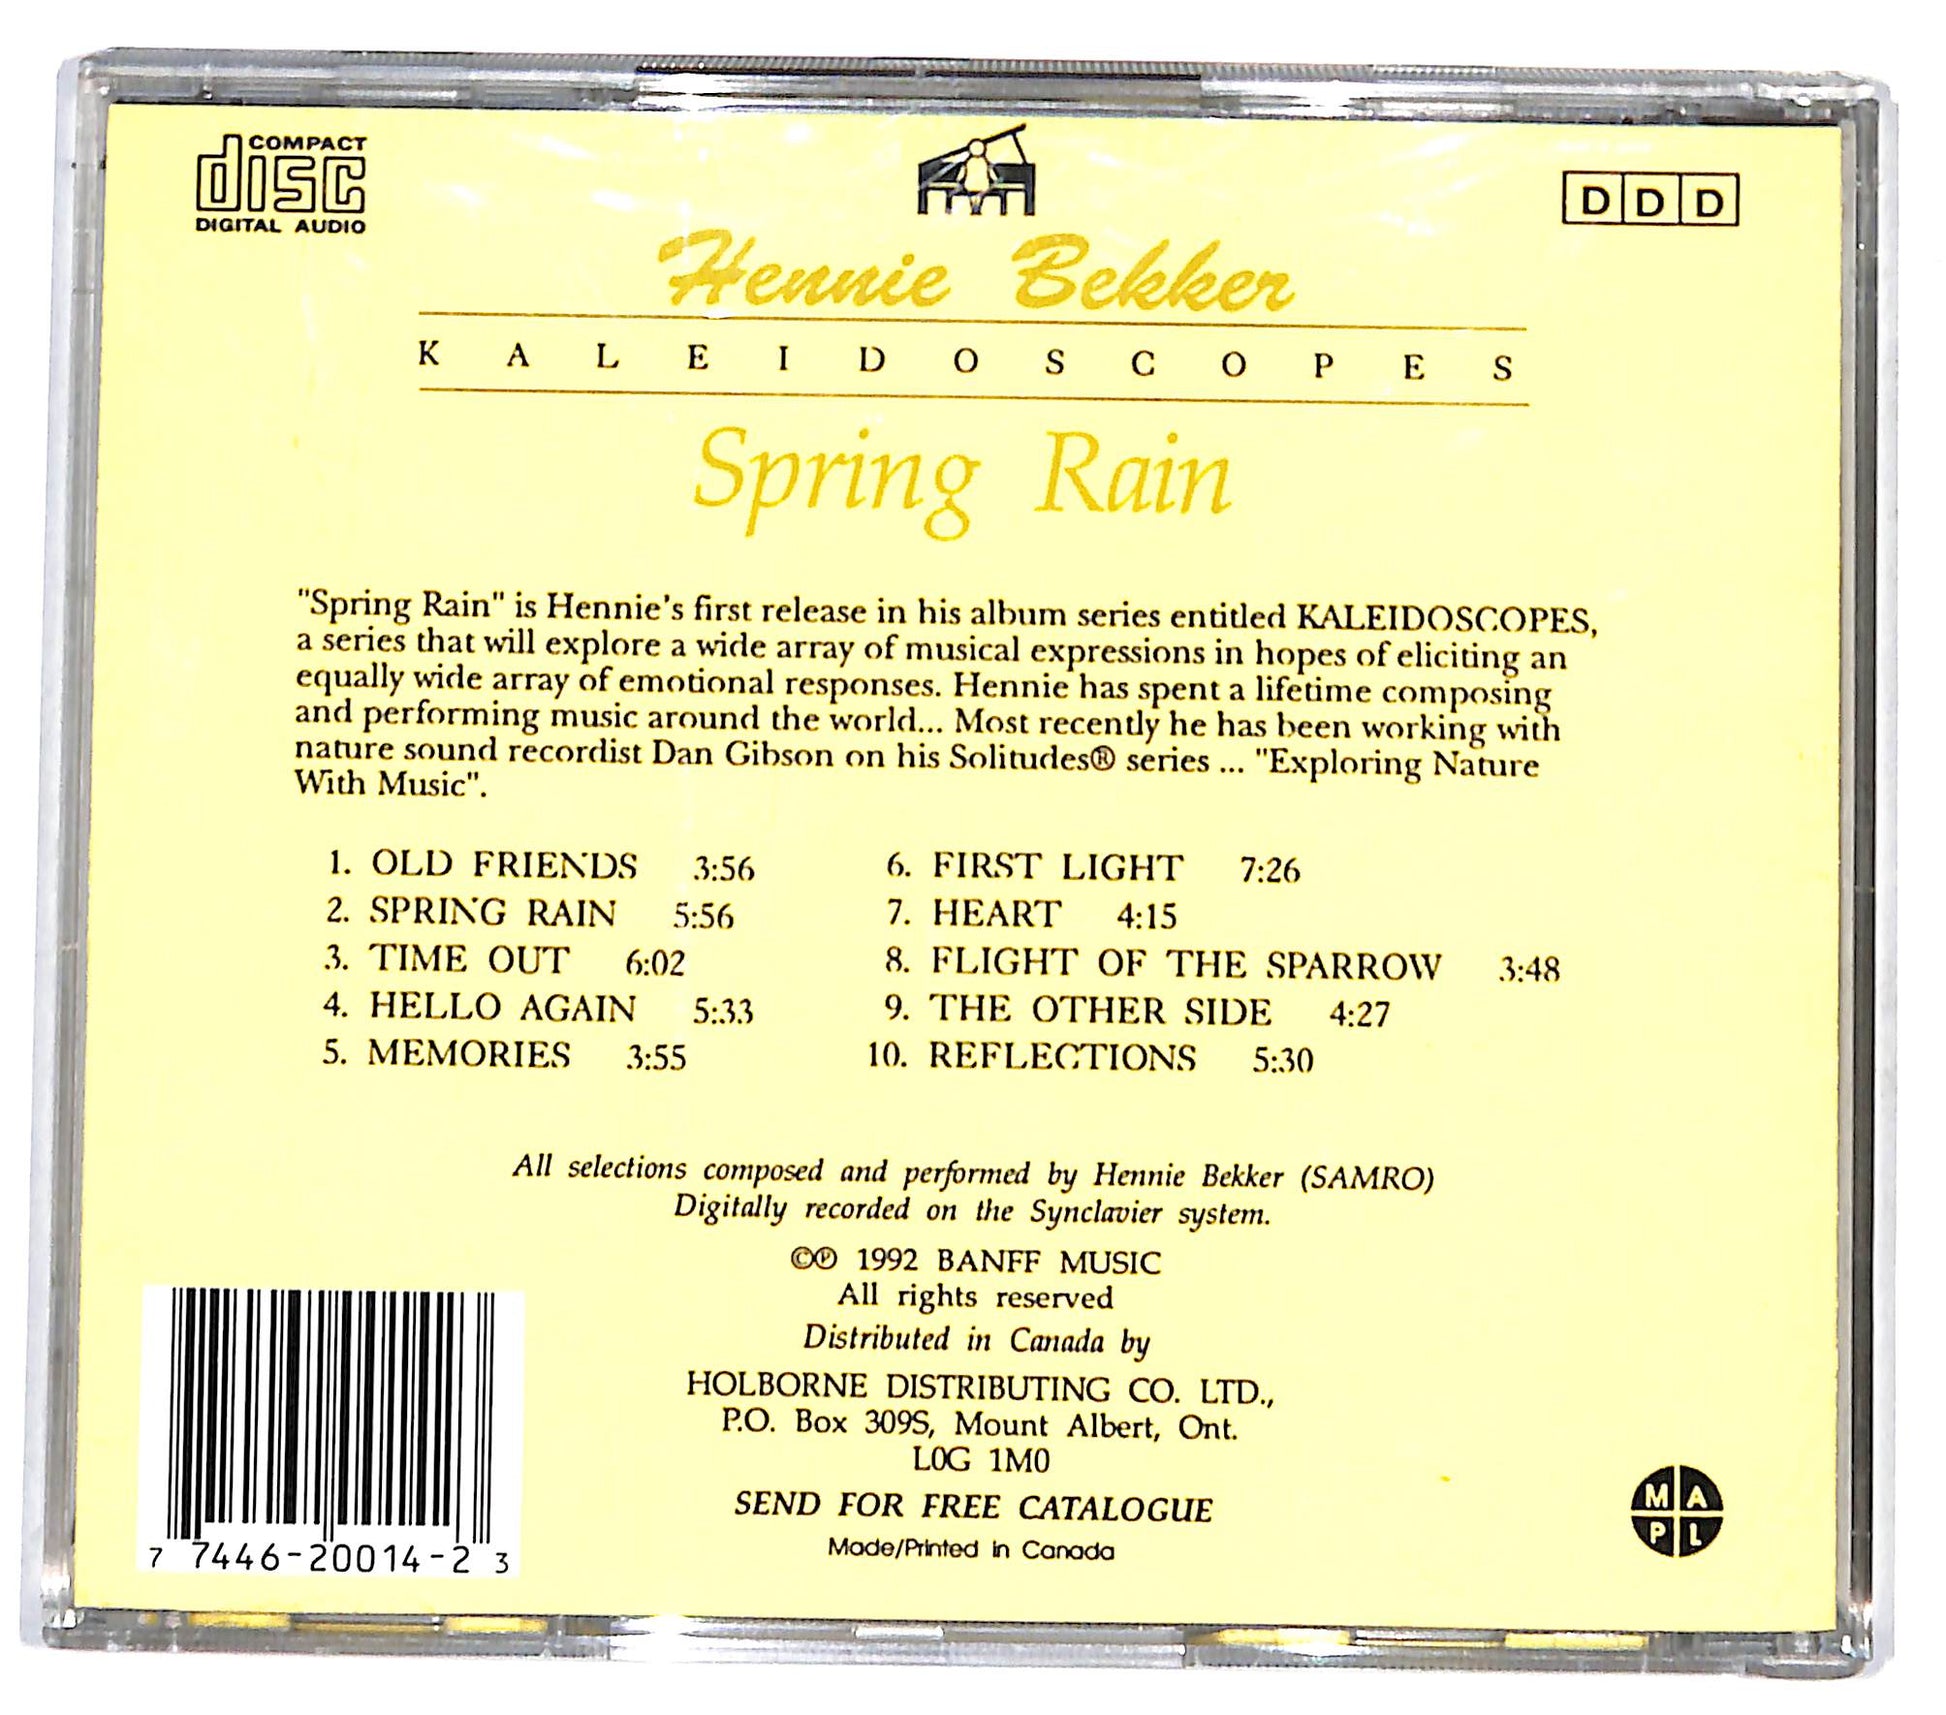 COMPACT
disc
DIGITAL AUDIO
D D D
Hennie Bekker
KALEIDOSCOPES
Spring Rain
"Spring Rain" is Hennie's first release in his album series entitled KALEIDOSCOPES,
a series that will explore a wide array of musical expressions in hopes of eliciting an
equally wide array of emotional responses. Hennie has spent a lifetime composing
and performing music around the world... Most recently he has been working with
nature sound recordist Dan Gibson on his Solitudes® series ... "Exploring Nature
With Music".
1. OLD FRIENDS 3:56
2. SPRING RAIN 5:56
3. TIME OUT 6:02
4. HELLO AGAIN 5:33
5. MEMORIES 3:55
6. FIRST LIGHT 7:26
7. HEART 4:15
8. FLIGHT OF THE SPARROW 3:48
9. THE OTHER SIDE 4:27
10. REFLECTIONS 5:30
All selections composed and performed by Hennie Bekker (SAMRO)
Digitally recorded on the Synclavier system.
©℗ 1992 BANFF MUSIC
All rights reserved
Distributed in Canada by
HOLBORNE DISTRIBUTING CO. LTD.,
P.O. Box 309S, Mount Albert, Ont.
L0G 1M0
SEND FOR FREE CATALOGUE
Made/Printed in Canada
7 7446-20014-2 3
M A
P L